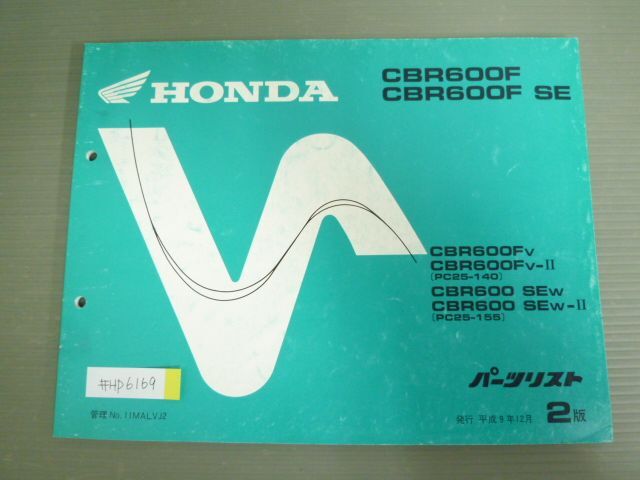 HONDA
CBR600F
CBR600F SE
CBR600FV
CBR600FV-II
(PC25-140)
CBR600 SEW
CBR600 SEW-II
(PC25-155)
#HD6169
パーツリスト
管理 No. 11MALVJ2
発行 平成9年12月 2版